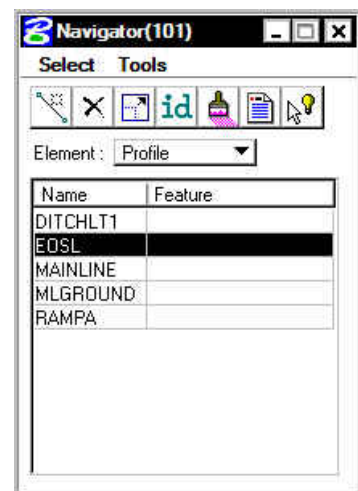 Navigator(101)
Select Tools
id
Element : Profile
Name Feature
DITCHLT1
EOSL
MAINLINE
MLGROUND
RAMPA